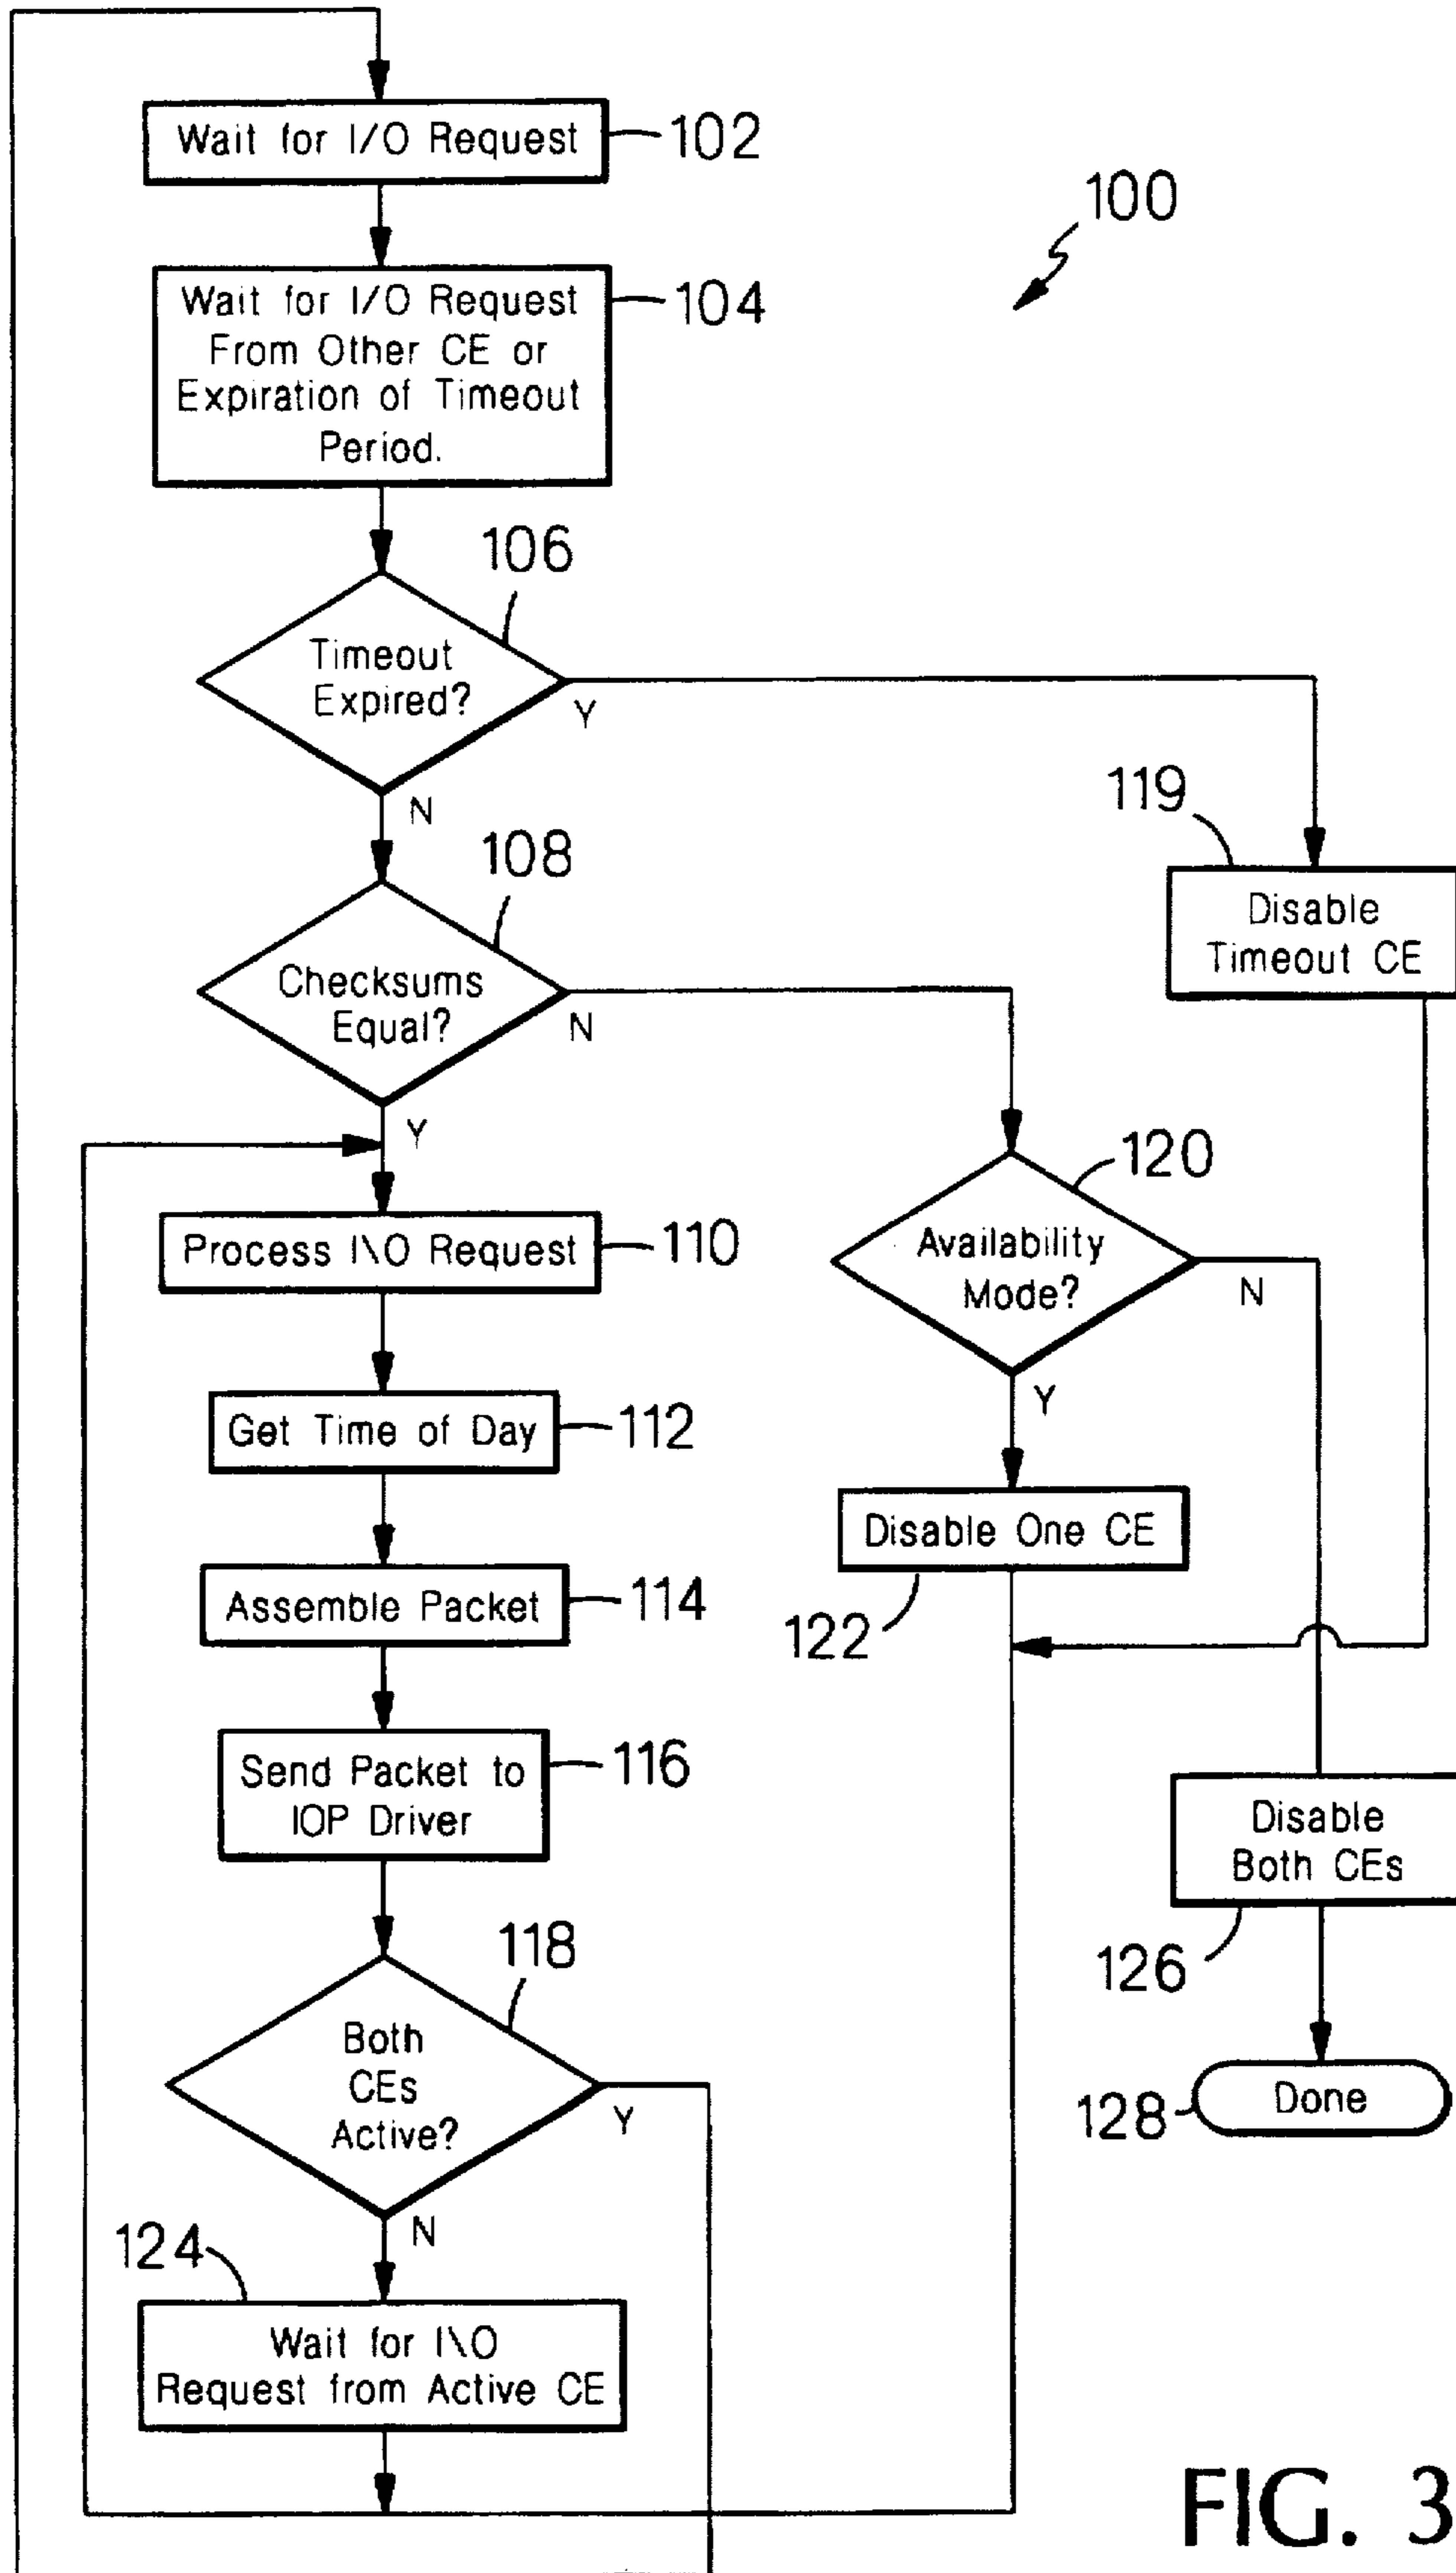 Wait for I/O Request
102
100
Wait for I/O Request
From Other CE or
Expiration of Timeout
Period.
104
106
Timeout
Expired?
Y
N
108
119
Disable
Timeout CE
Checksums
Equal?
N
Y
120
Process I\O Request
110
Availability
Mode?
N
Y
Get Time of Day
112
Disable One CE
122
Assemble Packet
114
Send Packet to
IOP Driver
116
Disable
Both CEs
126
118
Both
CEs
Active?
Y
N
Done
128
124
Wait for I\O
Request from Active CE
FIG. 3